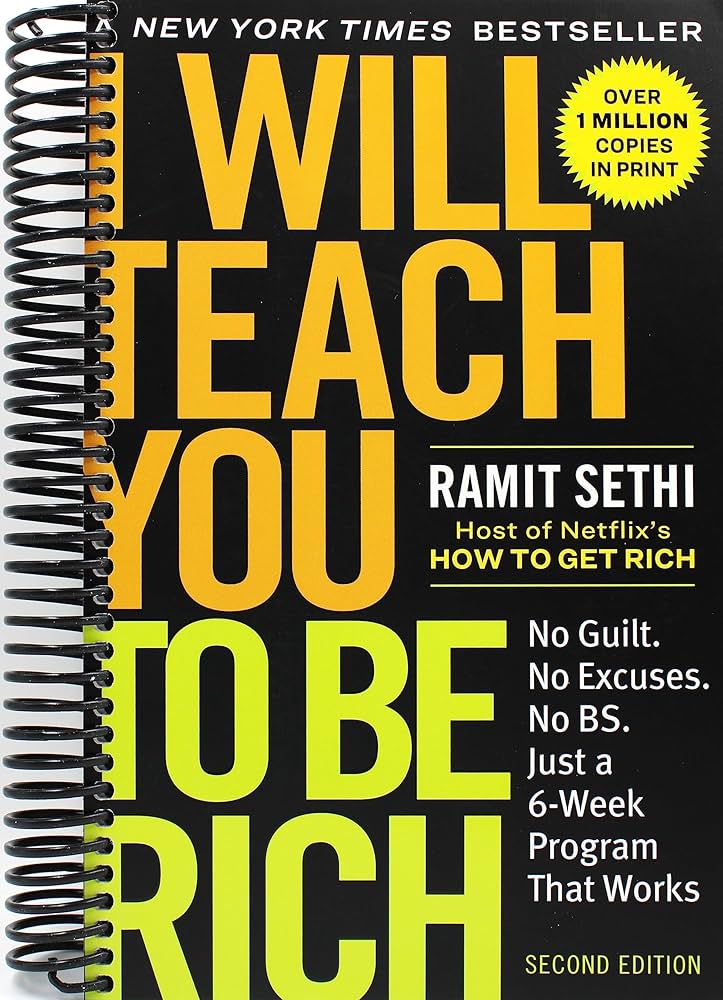 A NEW YORK TIMES BESTSELLER
I WILL
TEACH
YOU
TO BE
RICH
OVER
1 MILLION
COPIES
IN PRINT
RAMIT SETHI
Host of Netflix's
HOW TO GET RICH
No Guilt.
No Excuses.
No BS.
Just a
6-Week
Program
That Works
SECOND EDITION